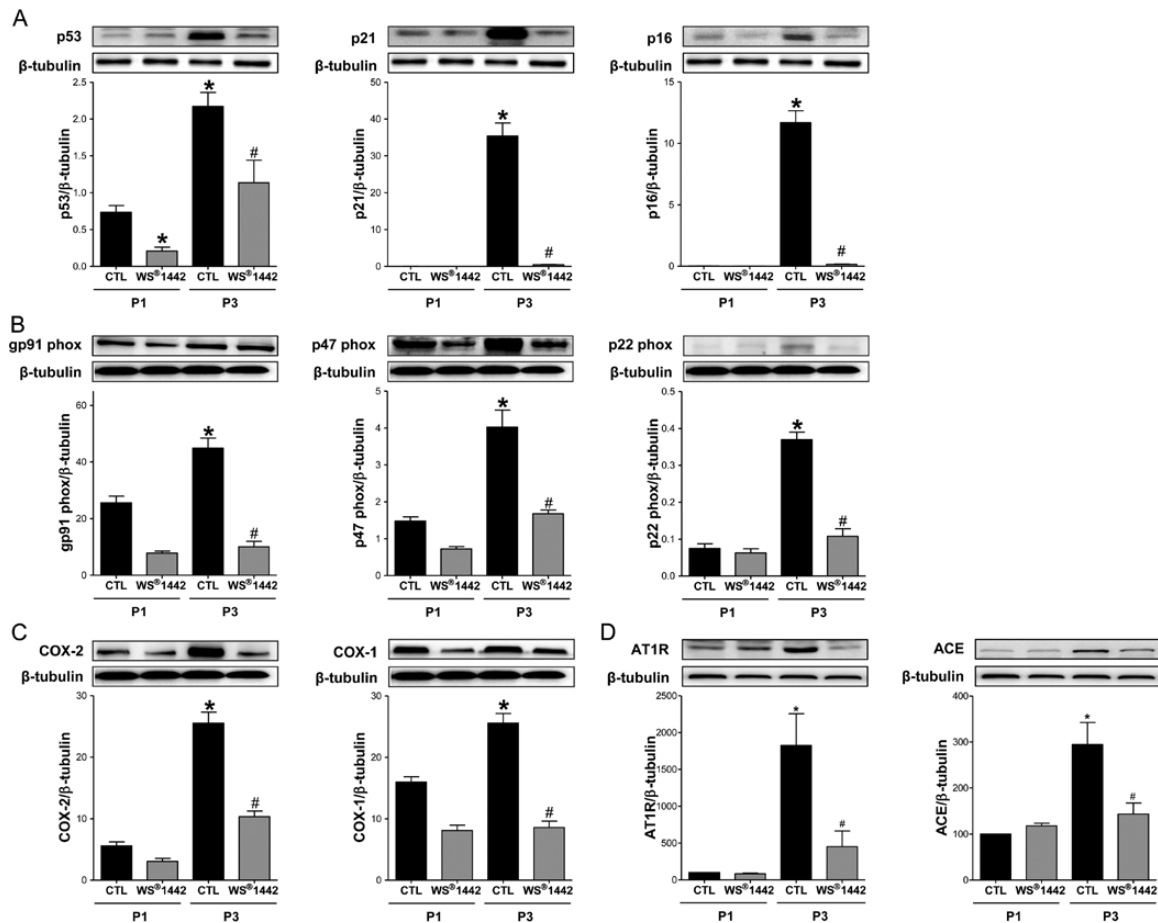 A
p53
β-tubulin
p53/β-tubulin
2.5
2.0
1.5
1.0
0.5
0.0
*
*
#
CTL WS®1442 CTL WS®1442
P1 P3
p21
β-tubulin
p21/β-tubulin
50
40
30
20
10
0
*
#
CTL WS®1442 CTL WS®1442
P1 P3
p16
β-tubulin
p16/β-tubulin
15
10
5
0
*
#
CTL WS®1442 CTL WS®1442
P1 P3
B
gp91 phox
β-tubulin
gp91 phox/β-tubulin
60
40
20
0
*
#
CTL WS®1442 CTL WS®1442
P1 P3
p47 phox
β-tubulin
p47 phox/β-tubulin
5
4
3
2
1
0
*
#
CTL WS®1442 CTL WS®1442
P1 P3
p22 phox
β-tubulin
p22 phox/β-tubulin
0.5
0.4
0.3
0.2
0.1
0.0
*
#
CTL WS®1442 CTL WS®1442
P1 P3
C
COX-2
β-tubulin
COX-2/β-tubulin
30
20
10
0
*
#
CTL WS®1442 CTL WS®1442
P1 P3
COX-1
β-tubulin
COX-1/β-tubulin
30
20
10
0
*
#
CTL WS®1442 CTL WS®1442
P1 P3
D
AT1R
β-tubulin
AT1R/β-tubulin
2500
2000
1500
1000
500
0
*
#
CTL WS®1442 CTL WS®1442
P1 P3
ACE
β-tubulin
ACE/β-tubulin
400
300
200
100
0
*
#
CTL WS®1442 CTL WS®1442
P1 P3